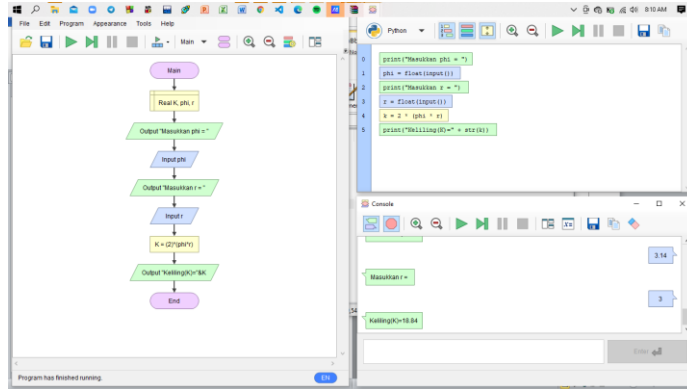 8:10 AM
File Edit Program Appearance Tools Help
Main
Main
Real K, phi, r
Output "Masukkan phi = "
Input phi
Output "Masukkan r = "
Input r
K = (2)*(phi*r)
Output "Keliling(K)="&K
End
Program has finished running.
EN
Python
0 print("Masukkan phi = ")
1 phi = float(input())
2 print("Masukkan r = ")
3 r = float(input())
4 k = 2 * (phi * r)
5 print("Keliling(K)=" + str(k))
Console
3.14
Masukkan r =
3
Keliling(K)=18.84
Enter